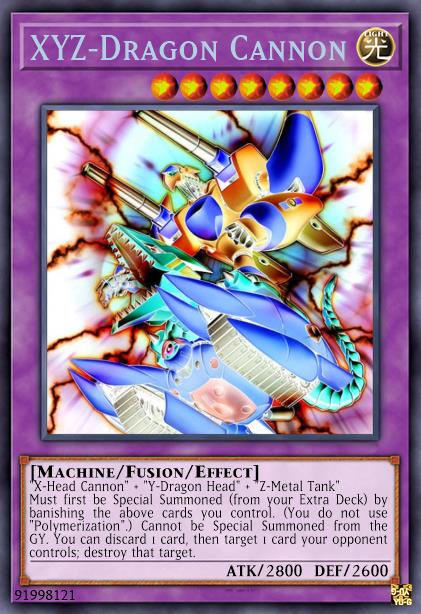 XYZ-Dragon Cannon
LIGHT
光
[Machine/Fusion/Effect]
"X-Head Cannon" + "Y-Dragon Head" + "Z-Metal Tank"
Must first be Special Summoned (from your Extra Deck) by
banishing the above cards you control. (You do not use
"Polymerization".) Cannot be Special Summoned from the
GY. You can discard 1 card, then target 1 card your opponent
controls; destroy that target.
ATK/2800 DEF/2600
91998121